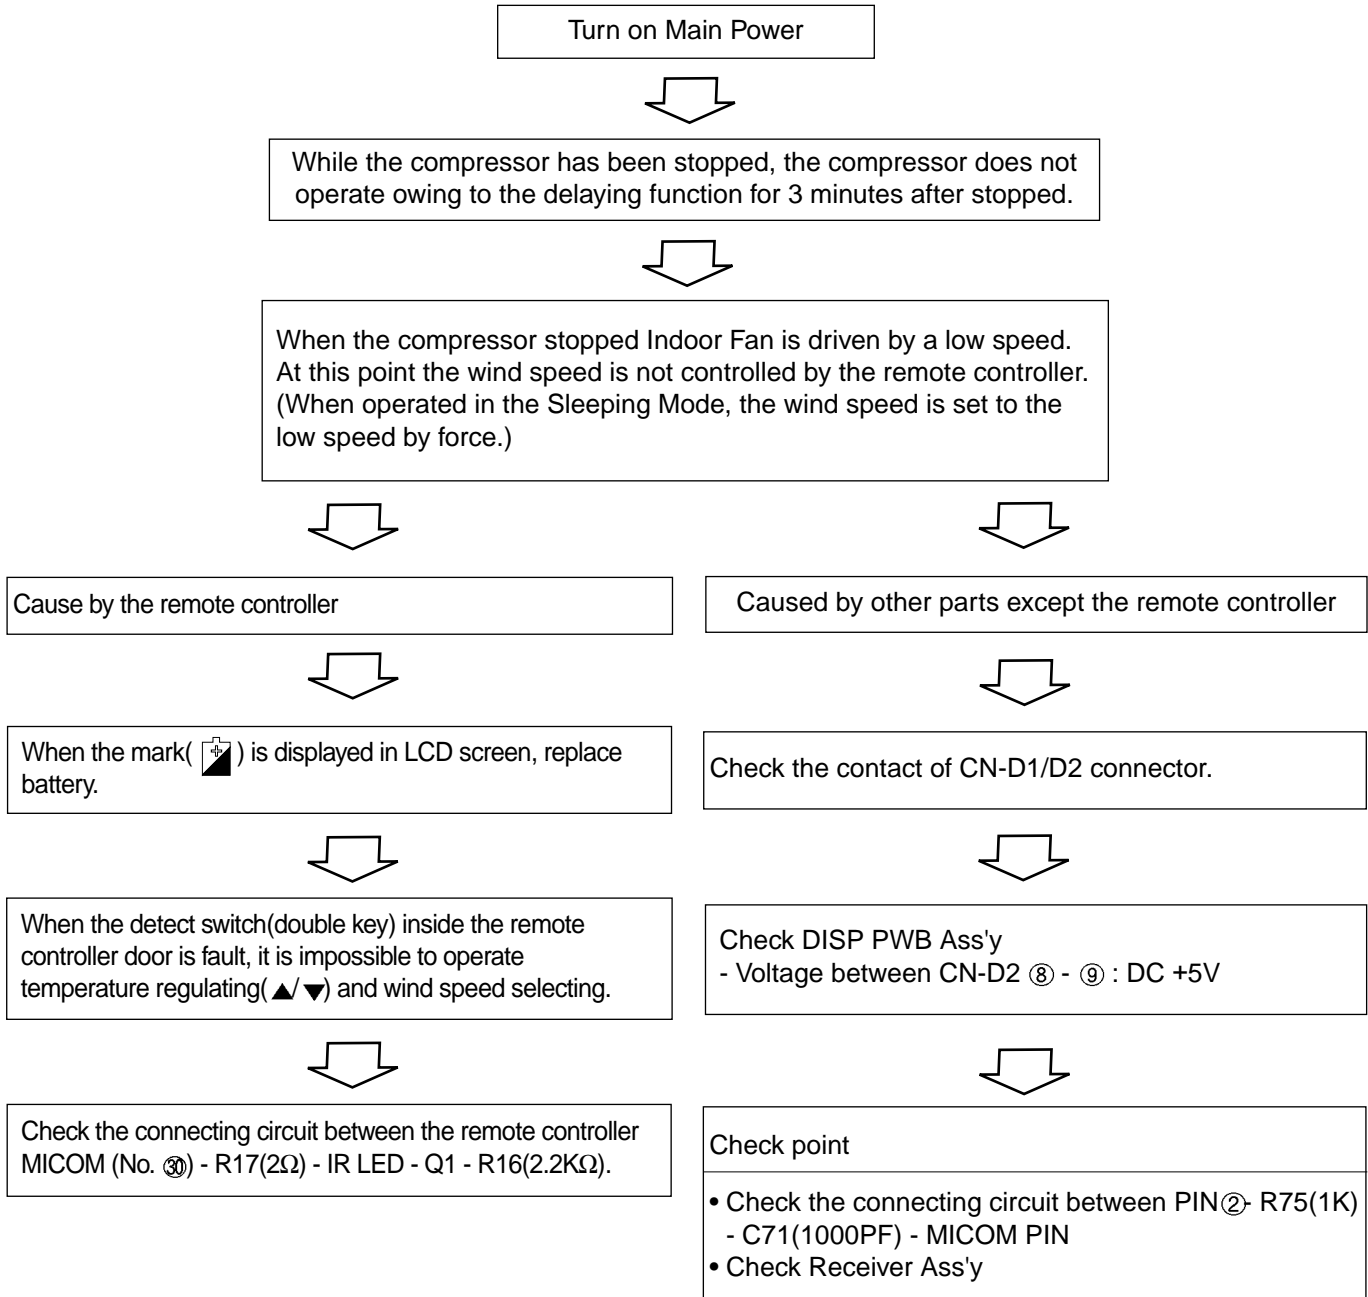 Turn on Main Power
While the compressor has been stopped, the compressor does not
operate owing to the delaying function for 3 minutes after stopped.
When the compressor stopped Indoor Fan is driven by a low speed.
At this point the wind speed is not controlled by the remote controller.
(When operated in the Sleeping Mode, the wind speed is set to the
low speed by force.)
Cause by the remote controller
When the mark( ) is displayed in LCD screen, replace
battery.
When the detect switch(double key) inside the remote
controller door is fault, it is impossible to operate
temperature regulating(▲/▼) and wind speed selecting.
Check the connecting circuit between the remote controller
MICOM (No. ㉚) - R17(2Ω) - IR LED - Q1 - R16(2.2KΩ).
Caused by other parts except the remote controller
Check the contact of CN-D1/D2 connector.
Check DISP PWB Ass'y
- Voltage between CN-D2 ⑧ - ⑨ : DC +5V
Check point
• Check the connecting circuit between PIN② - R75(1K)
- C71(1000PF) - MICOM PIN
• Check Receiver Ass'y